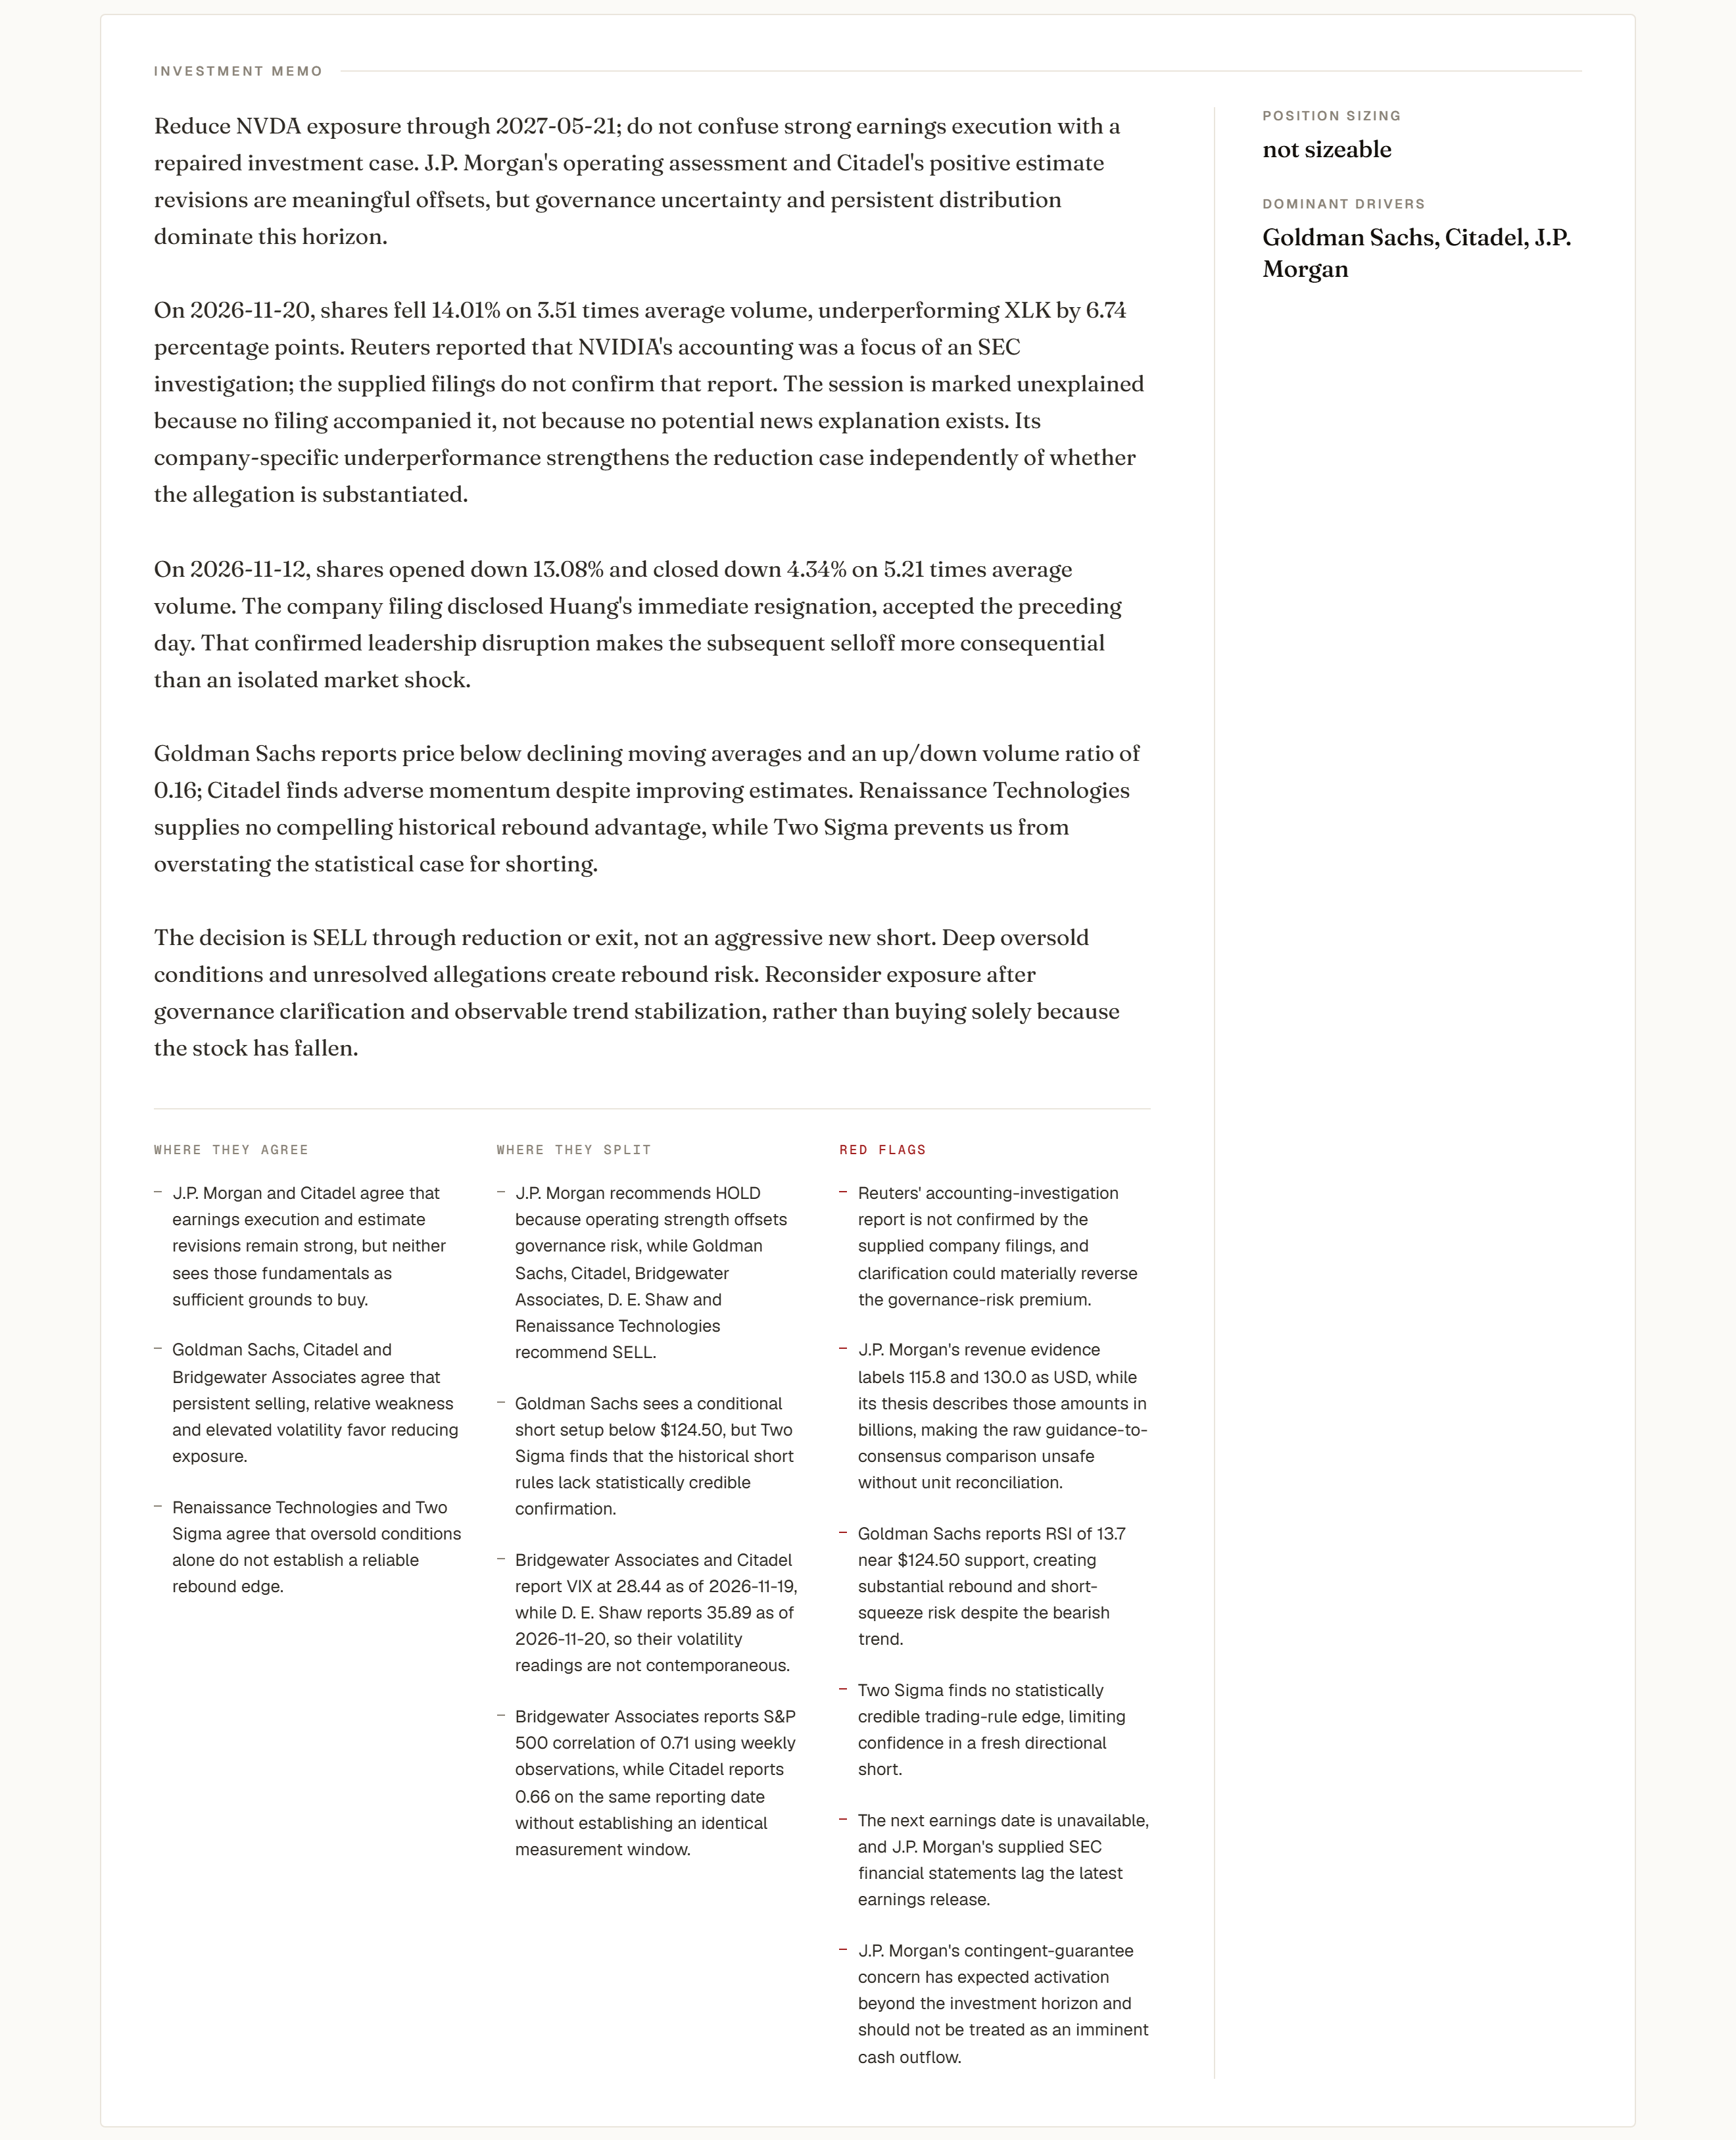 INVESTMENT MEMO
Reduce NVDA exposure through 2027-05-21; do not confuse strong earnings execution with a
repaired investment case. J.P. Morgan's operating assessment and Citadel's positive estimate
revisions are meaningful offsets, but governance uncertainty and persistent distribution
dominate this horizon.
On 2026-11-20, shares fell 14.01% on 3.51 times average volume, underperforming XLK by 6.74
percentage points. Reuters reported that NVIDIA's accounting was a focus of an SEC
investigation; the supplied filings do not confirm that report. The session is marked unexplained
because no filing accompanied it, not because no potential news explanation exists. Its
company-specific underperformance strengthens the reduction case independently of whether
the allegation is substantiated.
On 2026-11-12, shares opened down 13.08% and closed down 4.34% on 5.21 times average
volume. The company filing disclosed Huang's immediate resignation, accepted the preceding
day. That confirmed leadership disruption makes the subsequent selloff more consequential
than an isolated market shock.
Goldman Sachs reports price below declining moving averages and an up/down volume ratio of
0.16; Citadel finds adverse momentum despite improving estimates. Renaissance Technologies
supplies no compelling historical rebound advantage, while Two Sigma prevents us from
overstating the statistical case for shorting.
The decision is SELL through reduction or exit, not an aggressive new short. Deep oversold
conditions and unresolved allegations create rebound risk. Reconsider exposure after
governance clarification and observable trend stabilization, rather than buying solely because
the stock has fallen.
WHERE THEY AGREE
– J.P. Morgan and Citadel agree that
earnings execution and estimate
revisions remain strong, but neither
sees those fundamentals as
sufficient grounds to buy.
– Goldman Sachs, Citadel and
Bridgewater Associates agree that
persistent selling, relative weakness
and elevated volatility favor reducing
exposure.
– Renaissance Technologies and Two
Sigma agree that oversold conditions
alone do not establish a reliable
rebound edge.
WHERE THEY SPLIT
– J.P. Morgan recommends HOLD
because operating strength offsets
governance risk, while Goldman
Sachs, Citadel, Bridgewater
Associates, D. E. Shaw and
Renaissance Technologies
recommend SELL.
– Goldman Sachs sees a conditional
short setup below $124.50, but Two
Sigma finds that the historical short
rules lack statistically credible
confirmation.
– Bridgewater Associates and Citadel
report VIX at 28.44 as of 2026-11-19,
while D. E. Shaw reports 35.89 as of
2026-11-20, so their volatility
readings are not contemporaneous.
– Bridgewater Associates reports S&P
500 correlation of 0.71 using weekly
observations, while Citadel reports
0.66 on the same reporting date
without establishing an identical
measurement window.
RED FLAGS
– Reuters' accounting-investigation
report is not confirmed by the
supplied company filings, and
clarification could materially reverse
the governance-risk premium.
– J.P. Morgan's revenue evidence
labels 115.8 and 130.0 as USD, while
its thesis describes those amounts in
billions, making the raw guidance-to-
consensus comparison unsafe
without unit reconciliation.
– Goldman Sachs reports RSI of 13.7
near $124.50 support, creating
substantial rebound and short-
squeeze risk despite the bearish
trend.
– Two Sigma finds no statistically
credible trading-rule edge, limiting
confidence in a fresh directional
short.
– The next earnings date is unavailable,
and J.P. Morgan's supplied SEC
financial statements lag the latest
earnings release.
– J.P. Morgan's contingent-guarantee
concern has expected activation
beyond the investment horizon and
should not be treated as an imminent
cash outflow.
POSITION SIZING
not sizeable
DOMINANT DRIVERS
Goldman Sachs, Citadel, J.P.
Morgan